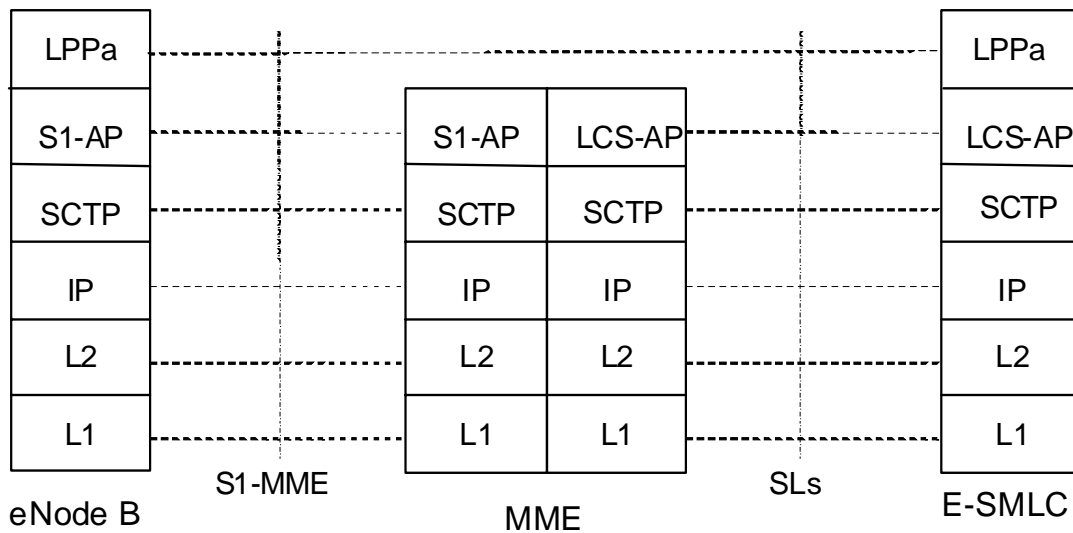 LPPa LPPa
S1-AP S1-AP LCS-AP LCS-AP
SCTP SCTP SCTP SCTP
IP IP IP IP
L2 L2 L2 L2
L1 L1 L1 L1
S1-MME SLs
eNode B MME E-SMLC